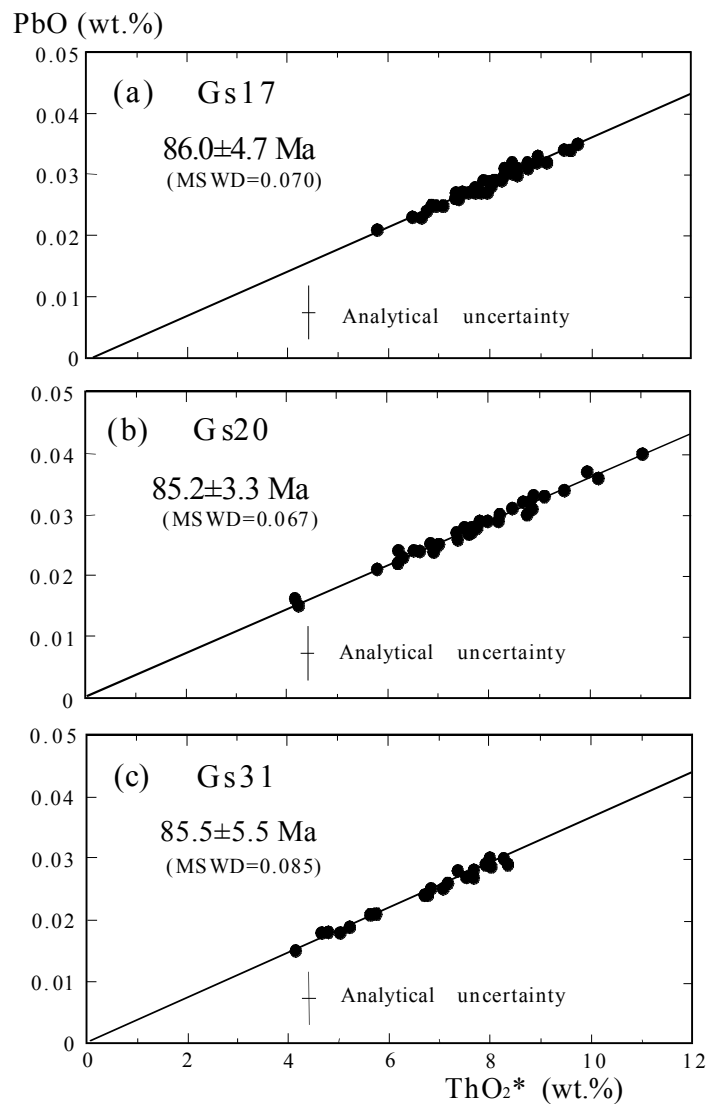 PbO (wt.%)
0.05
(a) Gs17
0.04
86.0±4.7 Ma
(MSWD=0.070)
0.03
0.02
0.01
Analytical uncertainty
0
0.05
(b) Gs20
0.04
85.2±3.3 Ma
(MSWD=0.067)
0.03
0.02
0.01
Analytical uncertainty
0
0.05
(c) Gs31
0.04
85.5±5.5 Ma
(MSWD=0.085)
0.03
0.02
0.01
Analytical uncertainty
0
0 2 4 6 8 10 12
ThO₂* (wt.%)